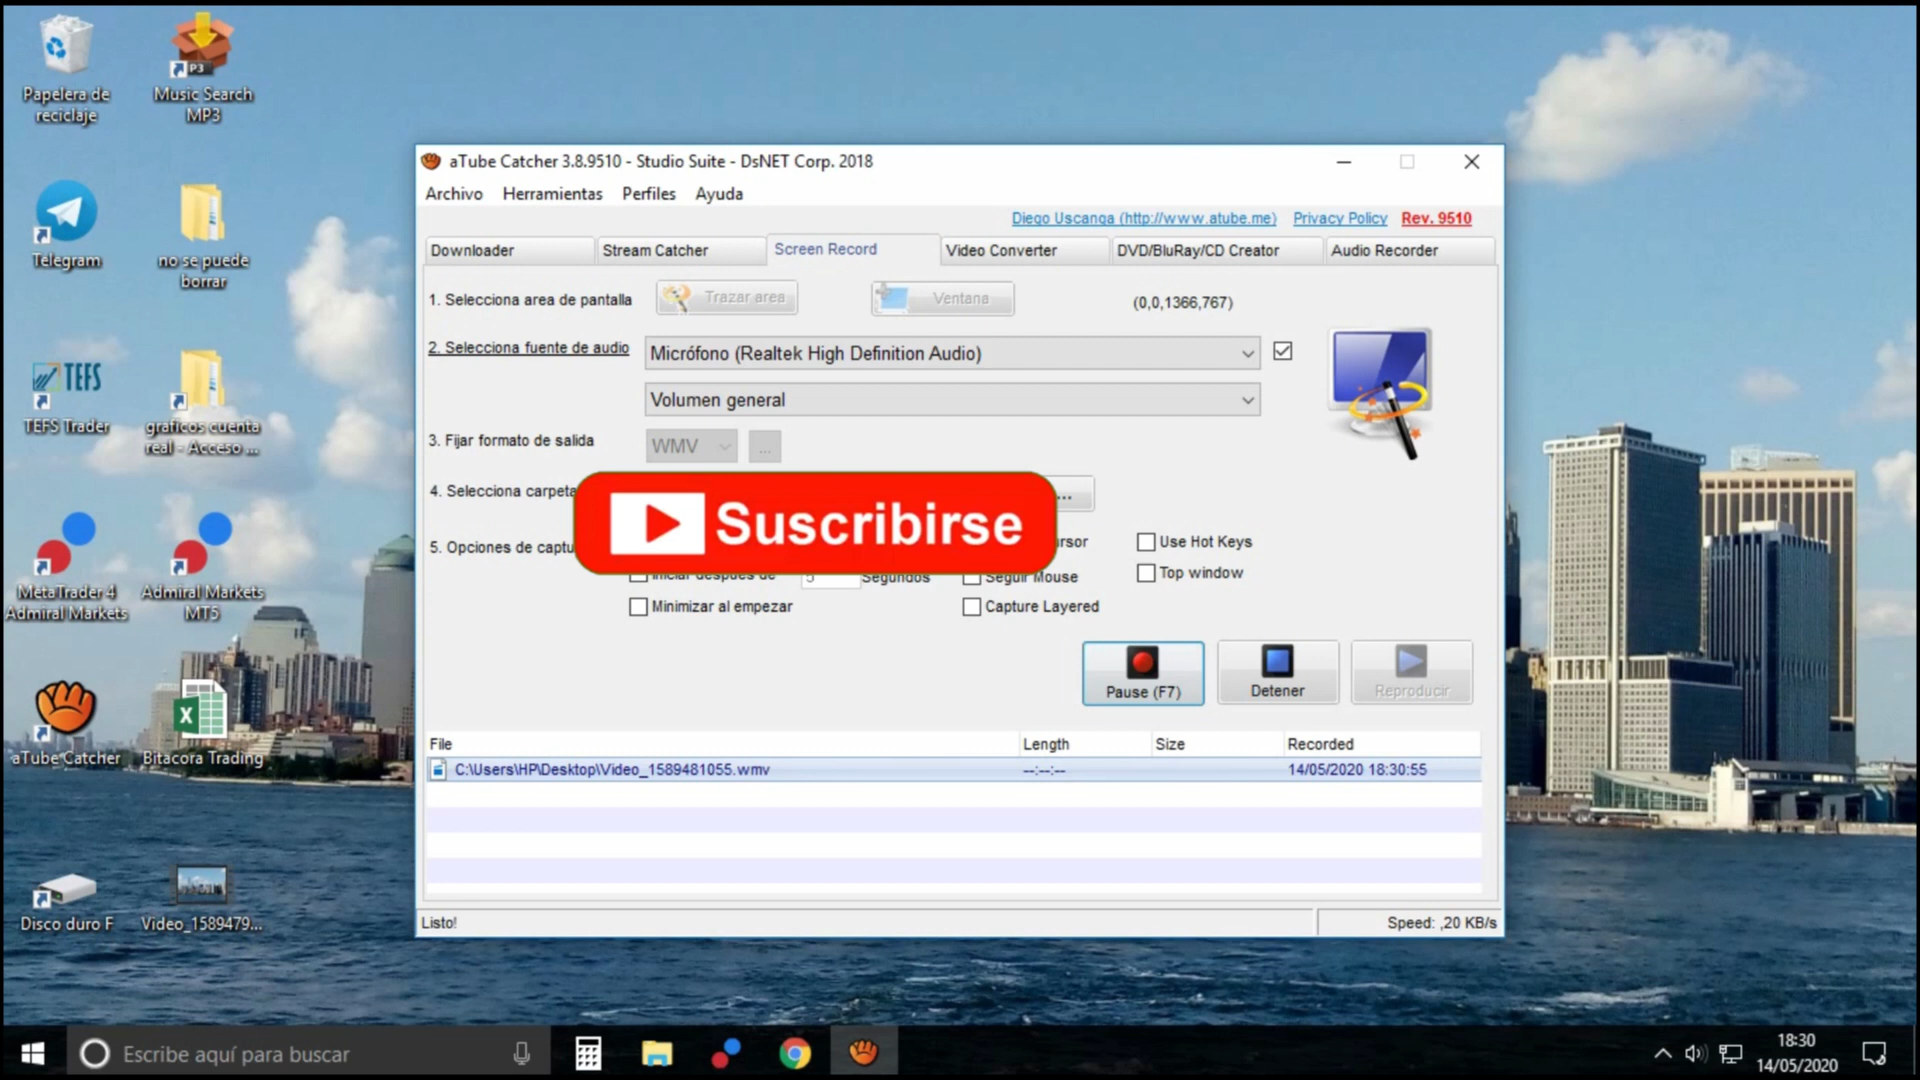 Papelera de
reciclaje
P3
Music Search
MP3
Telegram
no se puede
borrar
TEFS
TEFS Trader
graficos cuenta
real - Acceso ...
MetaTrader 4
Admiral Markets
Admiral Markets
MT5
aTube Catcher
Bitacora Trading
Disco duro F
Video_1589479...
aTube Catcher 3.8.9510 - Studio Suite - DsNET Corp. 2018
Archivo Herramientas Perfiles Ayuda
Diego Uscanga (http://www.atube.me) Privacy Policy Rev. 9510
Downloader Stream Catcher Screen Record Video Converter DVD/BluRay/CD Creator Audio Recorder
1. Selecciona area de pantalla Trazar area Ventana (0,0,1366,767)
2. Selecciona fuente de audio Micrófono (Realtek High Definition Audio)
Volumen general
3. Fijar formato de salida WMV ...
4. Selecciona carpeta ...
Suscribirse
5. Opciones de captu rsor Use Hot Keys
Iniciar despues de 5 Segundos Seguir Mouse Top window
Minimizar al empezar Capture Layered
Pause (F7) Detener Reproducir
File Length Size Recorded
C:\Users\HP\Desktop\Video_1589481055.wmv --:--:-- 14/05/2020 18:30:55
Listo! Speed: ,20 KB/s
Escribe aquí para buscar
18:30
14/05/2020